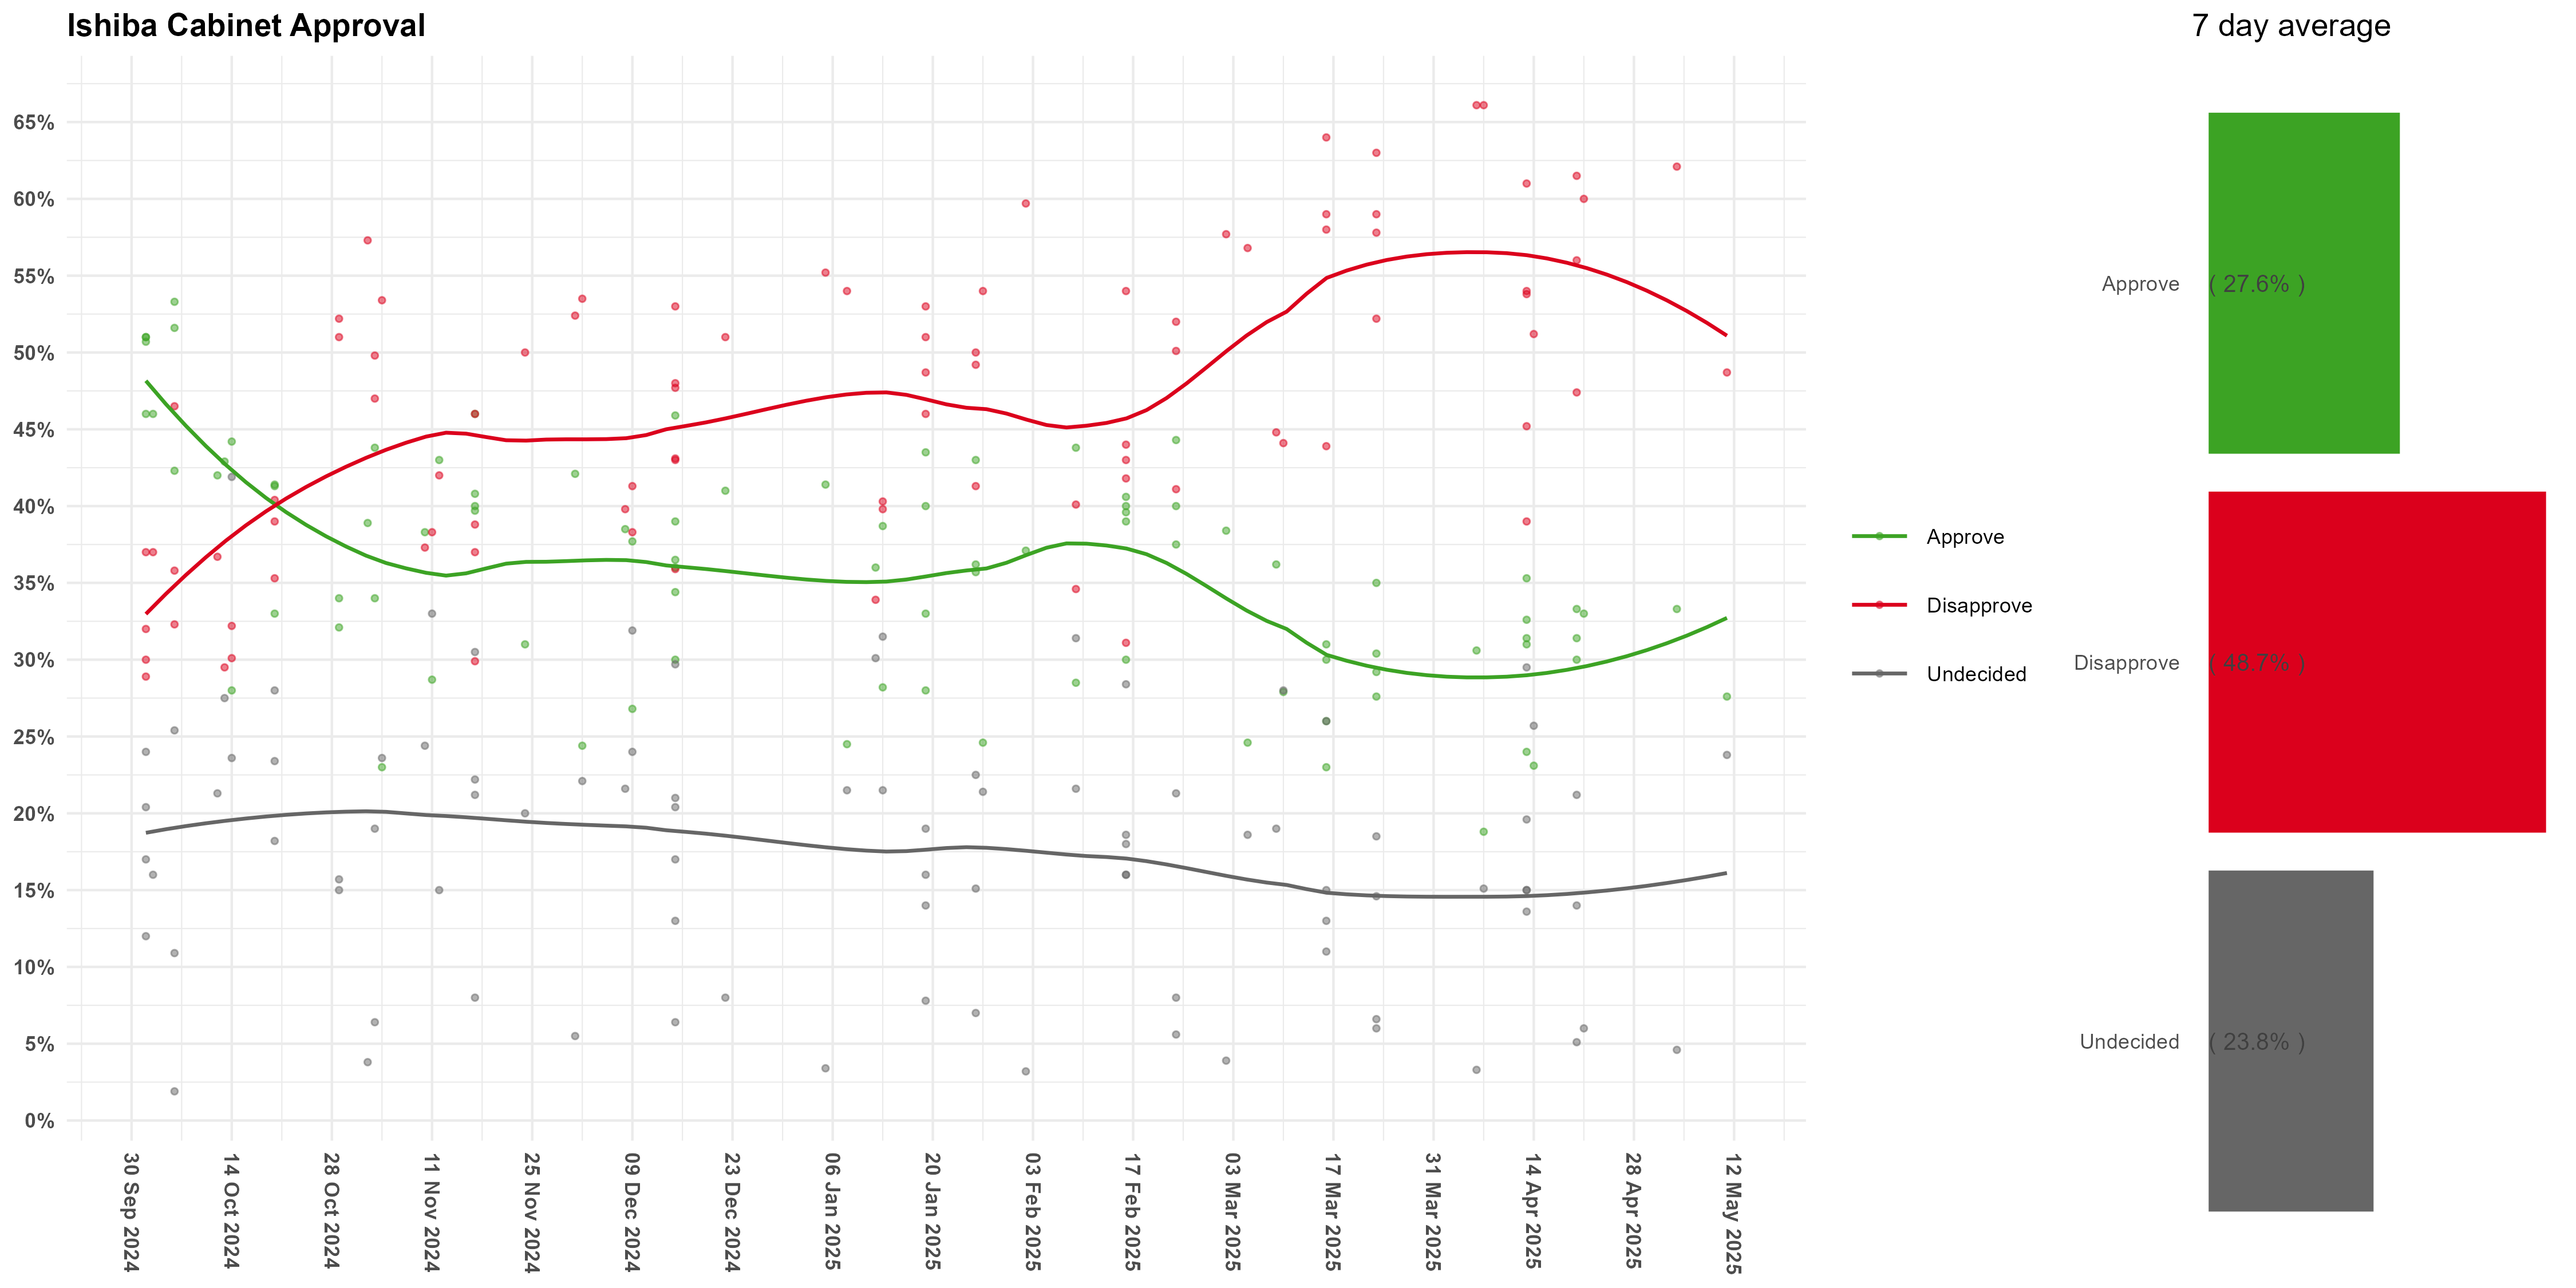 Ishiba Cabinet Approval
7 day average
65%
60%
55%
50%
45%
40%
35%
30%
25%
20%
15%
10%
5%
0%
30 Sep 2024
14 Oct 2024
28 Oct 2024
11 Nov 2024
25 Nov 2024
09 Dec 2024
23 Dec 2024
06 Jan 2025
20 Jan 2025
03 Feb 2025
17 Feb 2025
03 Mar 2025
17 Mar 2025
31 Mar 2025
14 Apr 2025
28 Apr 2025
12 May 2025
Approve
Disapprove
Undecided
Approve ( 27.6% )
Disapprove ( 48.7% )
Undecided ( 23.8% )